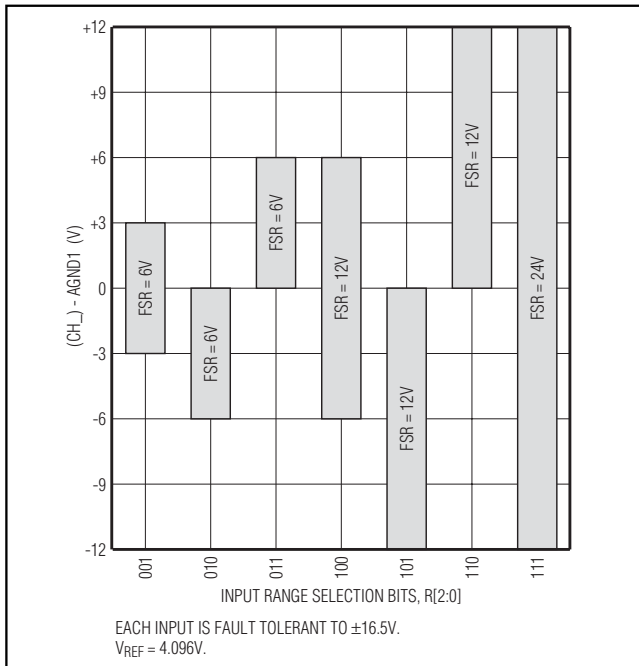 +12
+9
+6
+3
0
-3
-6
-9
-12
(CH_) - AGND1 (V)
FSR = 6V
FSR = 6V
FSR = 6V
FSR = 12V
FSR = 12V
FSR = 12V
FSR = 24V
001
010
011
100
101
110
111
INPUT RANGE SELECTION BITS, R[2:0]
EACH INPUT IS FAULT TOLERANT TO ±16.5V.
VREF = 4.096V.